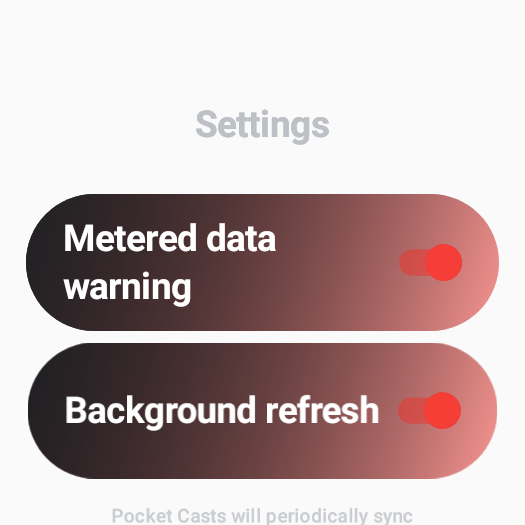 Settings
Metered data
warning
Background refresh
Pocket Casts will periodically sync